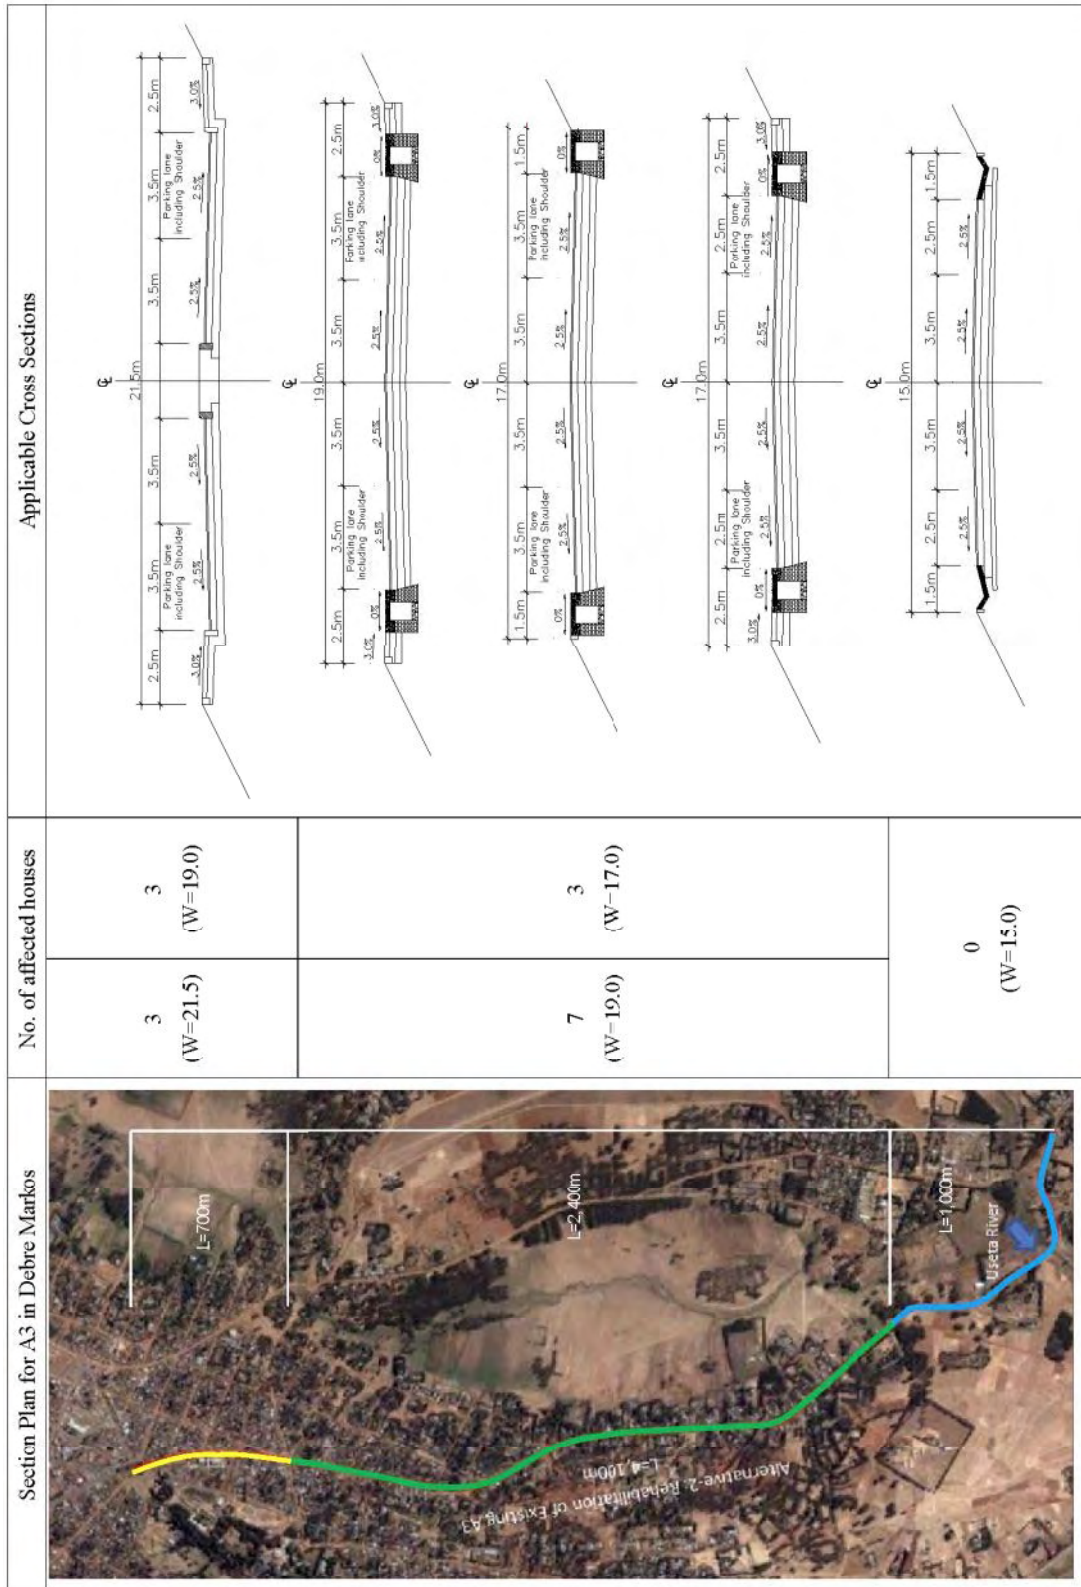 Section Plan for A3 in Debre Markos
No. of affected houses
Applicable Cross Sections
L=700m
L=2,400m
L=1,000m
Useta River
Alternative-2: Rehabilitation of Existing A3
L=4,100m
3
(W=21.5)
3
(W=19.0)
7
(W-19.0)
3
(W-17.0)
0
(W=15.0)
CL
21.5m
2.5m 3.5m 3.5m 3.5m 3.5m 2.5m
Parking lane Parking lane
including Shoulder including Shoulder
3.0% 2.5% 2.5% 2.5% 2.5% 3.0%
CL
19.0m
2.5m 3.5m 3.5m 3.5m 3.5m 2.5m
Parking lane Parking lane
including Shoulder including Shoulder
3.0% 0% 2.5% 2.5% 2.5% 2.5% 0% 3.0%
CL
17.0m
1.5m 3.5m 3.5m 3.5m 3.5m 1.5m
Parking lane Parking lane
including Shoulder including Shoulder
0% 2.5% 2.5% 2.5% 2.5% 0%
CL
17.0m
2.5m 2.5m 3.5m 3.5m 2.5m 2.5m
Parking lane Parking lane
including Shoulder including Shoulder
3.0% 0% 2.5% 2.5% 2.5% 2.5% 0% 3.0%
CL
15.0m
1.5m 2.5m 3.5m 3.5m 2.5m 1.5m
2.5% 2.5% 2.5% 2.5%